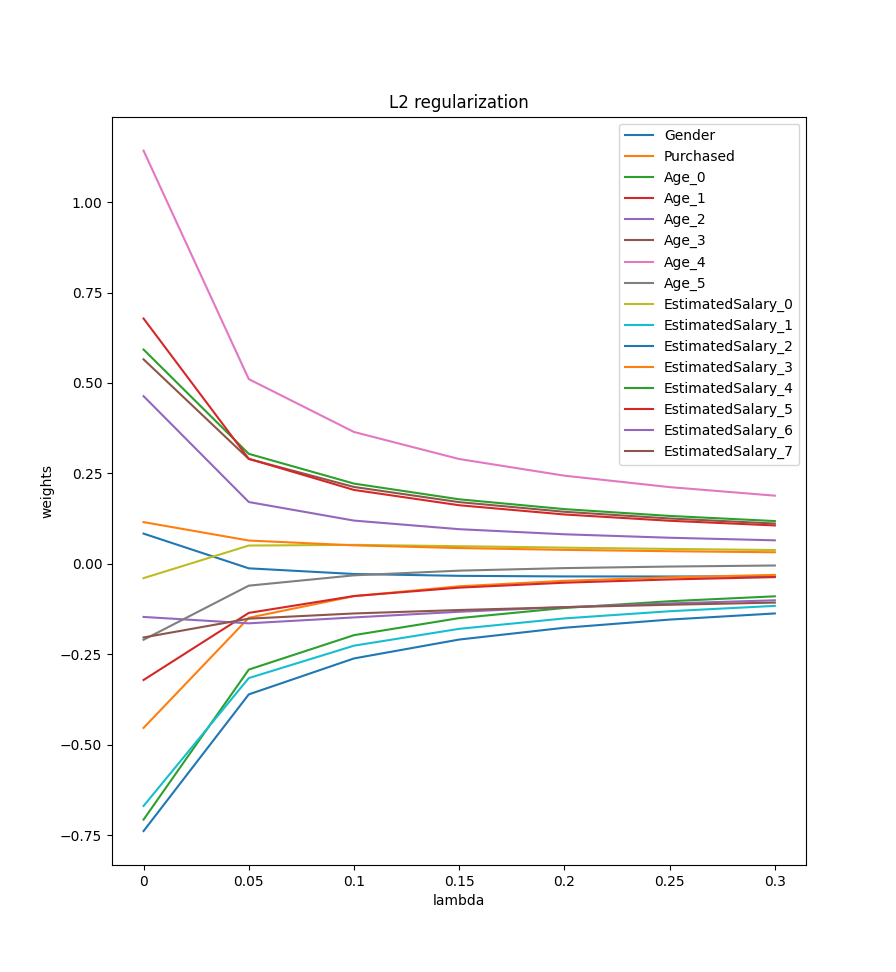 L2 regularization
Gender
Purchased
Age_0
Age_1
Age_2
Age_3
Age_4
Age_5
EstimatedSalary_0
EstimatedSalary_1
EstimatedSalary_2
EstimatedSalary_3
EstimatedSalary_4
EstimatedSalary_5
EstimatedSalary_6
EstimatedSalary_7
weights
1.00
0.75
0.50
0.25
0.00
−0.25
−0.50
−0.75
0 0.05 0.1 0.15 0.2 0.25 0.3
lambda